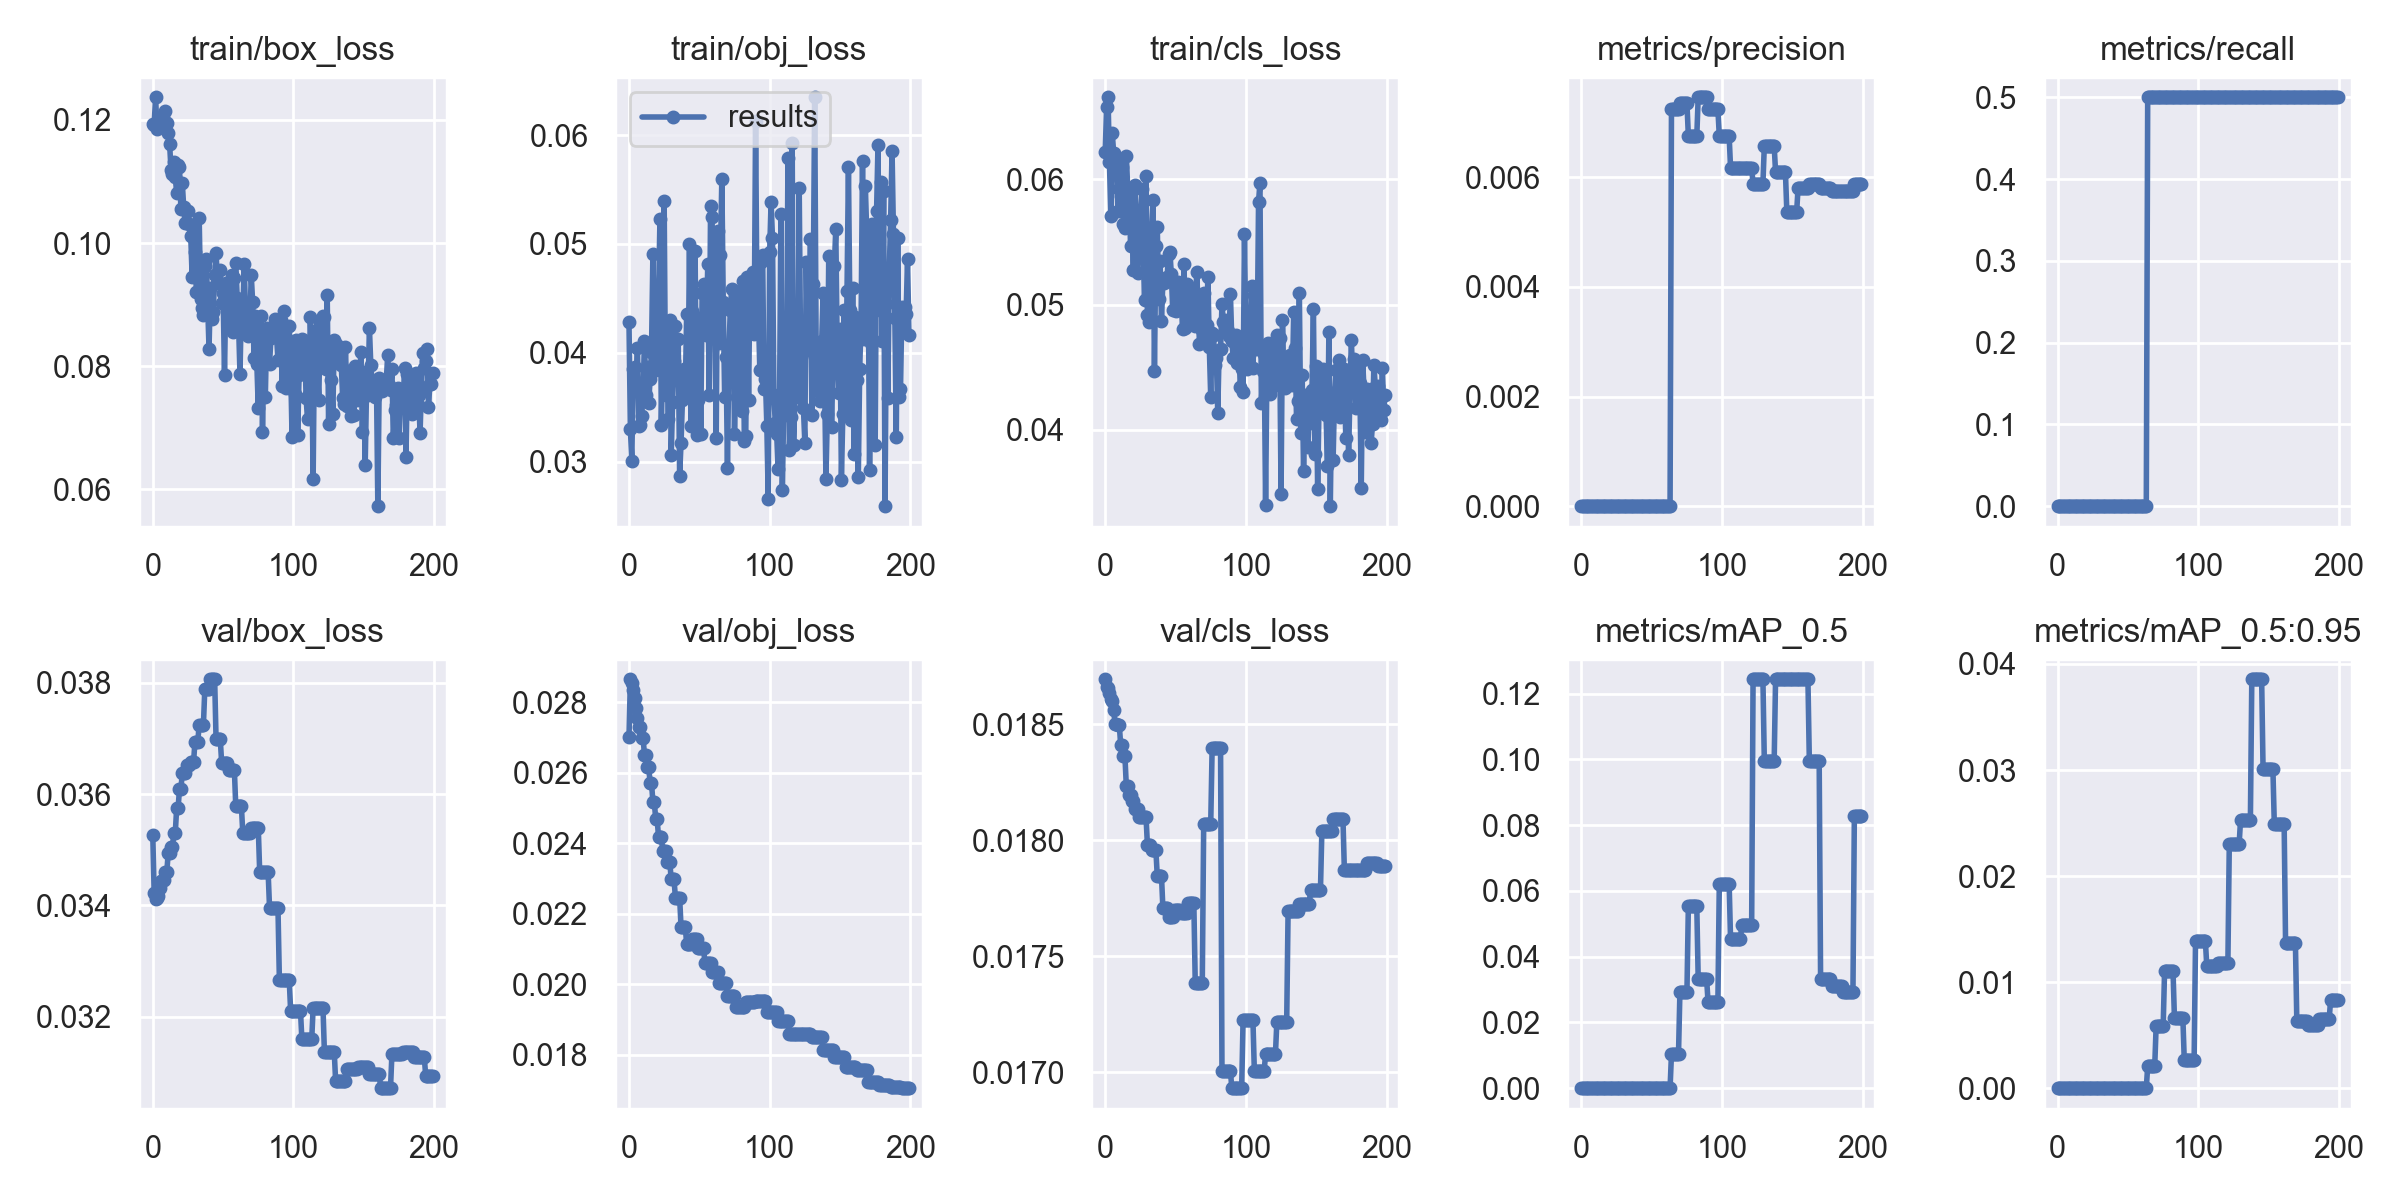 train/box_loss
train/obj_loss
train/cls_loss
metrics/precision
metrics/recall
0.12
0.10
0.08
0.06
0 100 200
results
0.06
0.05
0.04
0.03
0 100 200
0.06
0.05
0.04
0 100 200
0.006
0.004
0.002
0.000
0 100 200
0.5
0.4
0.3
0.2
0.1
0.0
0 100 200
val/box_loss
val/obj_loss
val/cls_loss
metrics/mAP_0.5
metrics/mAP_0.5:0.95
0.038
0.036
0.034
0.032
0 100 200
0.028
0.026
0.024
0.022
0.020
0.018
0 100 200
0.0185
0.0180
0.0175
0.0170
0 100 200
0.12
0.10
0.08
0.06
0.04
0.02
0.00
0 100 200
0.04
0.03
0.02
0.01
0.00
0 100 200